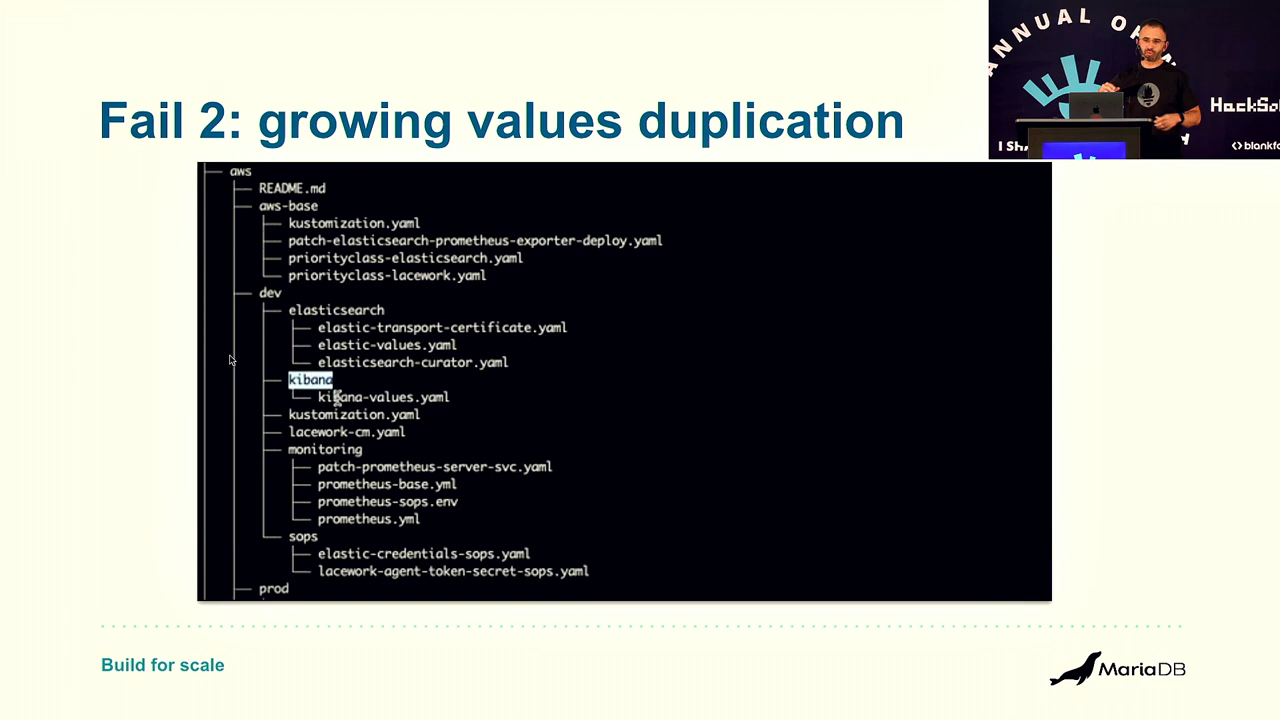 Fail 2: growing values duplication
aws
README.md
aws-base
kustomization.yaml
patch-elasticsearch-prometheus-exporter-deploy.yaml
priorityclass-elasticsearch.yaml
priorityclass-lacework.yaml
dev
elasticsearch
elastic-transport-certificate.yaml
elastic-values.yaml
elasticsearch-curator.yaml
kibana
kibana-values.yaml
kustomization.yaml
lacework-cm.yaml
monitoring
patch-prometheus-server-svc.yaml
prometheus-base.yml
prometheus-sops.env
prometheus.yml
sops
elastic-credentials-sops.yaml
lacework-agent-token-secret-sops.yaml
prod
Build for scale
MariaDB
ANNUAL
I